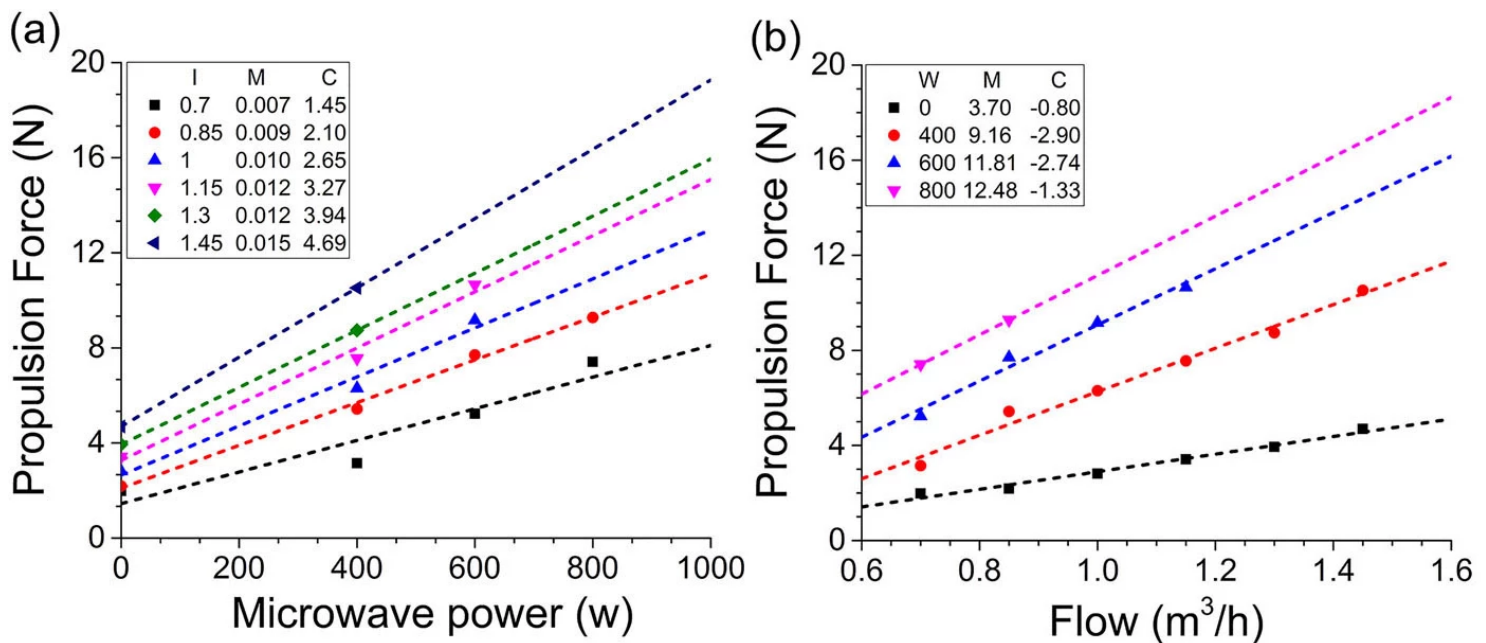 (a)
Propulsion Force (N)
20
16
12
8
4
0
I M C
0.7 0.007 1.45
0.85 0.009 2.10
1 0.010 2.65
1.15 0.012 3.27
1.3 0.012 3.94
1.45 0.015 4.69
0 200 400 600 800 1000
Microwave power (w)
(b)
Propulsion Force (N)
20
16
12
8
4
0
W M C
0 3.70 -0.80
400 9.16 -2.90
600 11.81 -2.74
800 12.48 -1.33
0.6 0.8 1.0 1.2 1.4 1.6
Flow (m³/h)